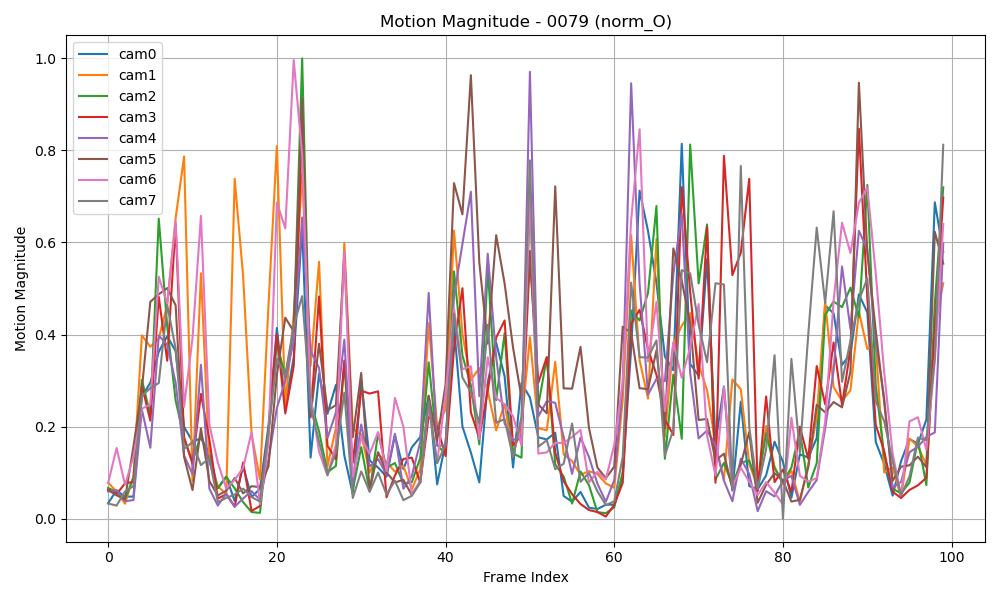 Motion Magnitude - 0079 (norm_O)
cam0
cam1
cam2
cam3
cam4
cam5
cam6
cam7
Motion Magnitude
1.0
0.8
0.6
0.4
0.2
0.0
0
20
40
60
80
100
Frame Index